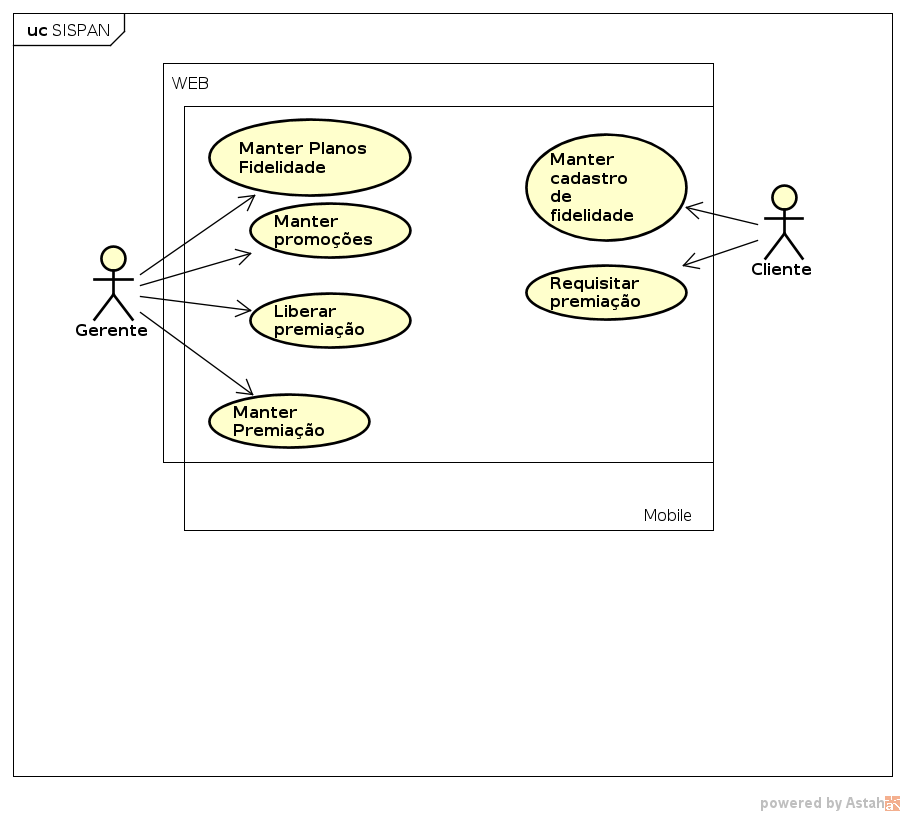 uc SISPAN
WEB
Manter Planos
Fidelidade
Manter
promoções
Liberar
premiação
Manter
Premiação
Gerente
Manter
cadastro
de
fidelidade
Requisitar
premiação
Cliente
Mobile
powered by Astah